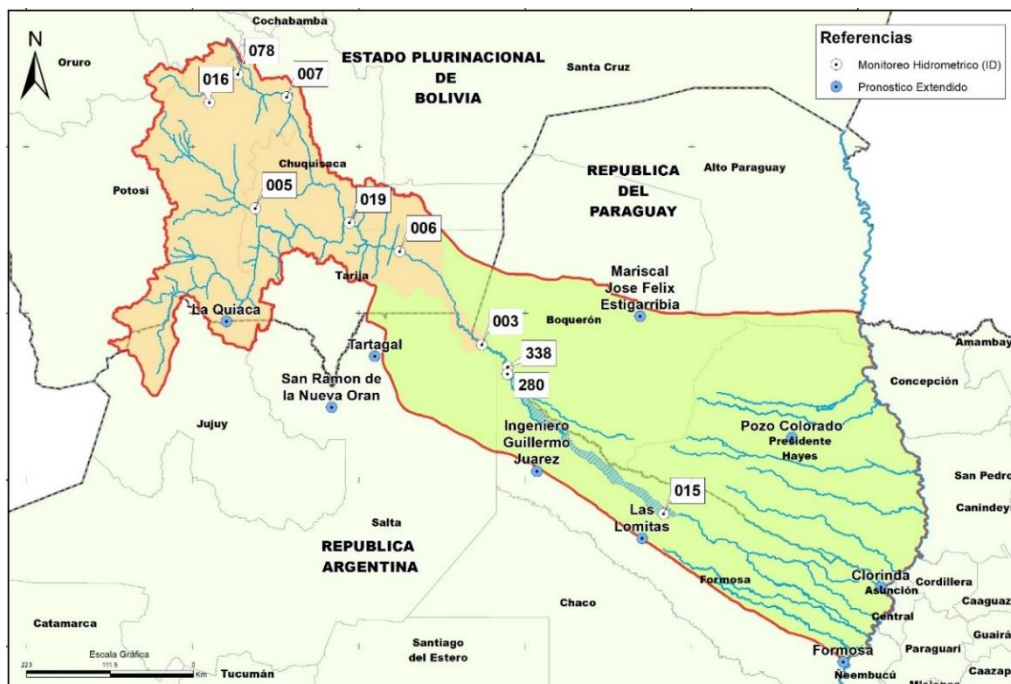 Cochabamba
N
Oruro
078
016
007
ESTADO PLURINACIONAL
DE
BOLIVIA
Santa Cruz
Referencias
Monitoreo Hidrometrico (ID)
Pronostico Extendido
Chuquisaca
Potosí
005
019
006
REPUBLICA
DEL
PARAGUAY
Alto Paraguay
Tarija
La Quiaca
Mariscal
Jose Felix
Estigarribia
Boquerón
003
338
280
Tartagal
San Ramon de
la Nueva Oran
Jujuy
Amambay
Concepción
Ingeniero
Guillermo
Juarez
Pozo Colorado
Presidente
Hayes
San Pedro
Canindey
015
Las
Lomitas
Salta
REPUBLICA
ARGENTINA
Formosa
Clorinda
Asunción
Cordillera
Caaguaz
Central
Chaco
Guairá
Paraguarí
Catamarca
Santiago
del Estero
Formosa
Ñeembucú
Caazap
Escala Gráfica
223
111.5
0
Km
Tucumán